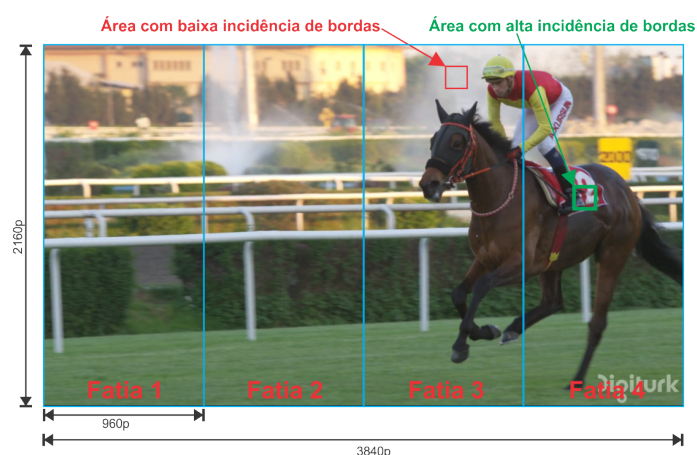 Área com baixa incidência de bordas
Área com alta incidência de bordas
2160p
Fatia 1
Fatia 2
Fatia 3
Fatia 4
Digiturk
960p
3840p